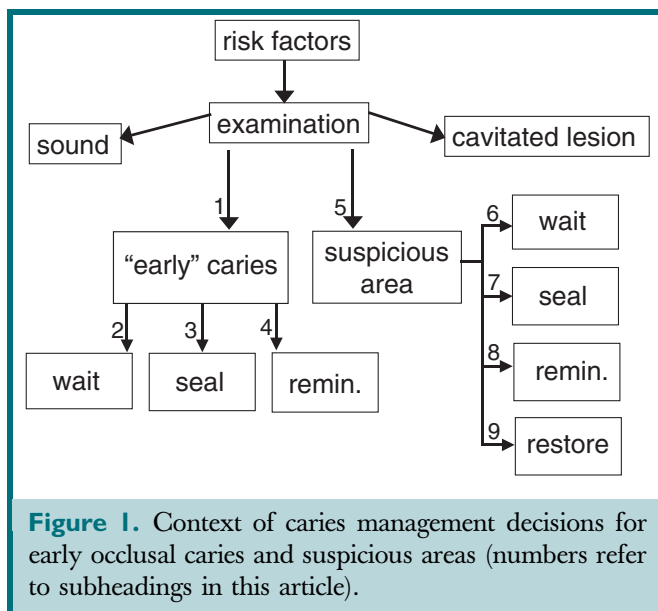 risk factors
examination
sound
cavitated lesion
1
5
“early” caries
suspicious
area
6
wait
7
seal
8
remin.
9
restore
2
3
4
wait
seal
remin.
Figure 1. Context of caries management decisions for
early occlusal caries and suspicious areas (numbers refer
to subheadings in this article).